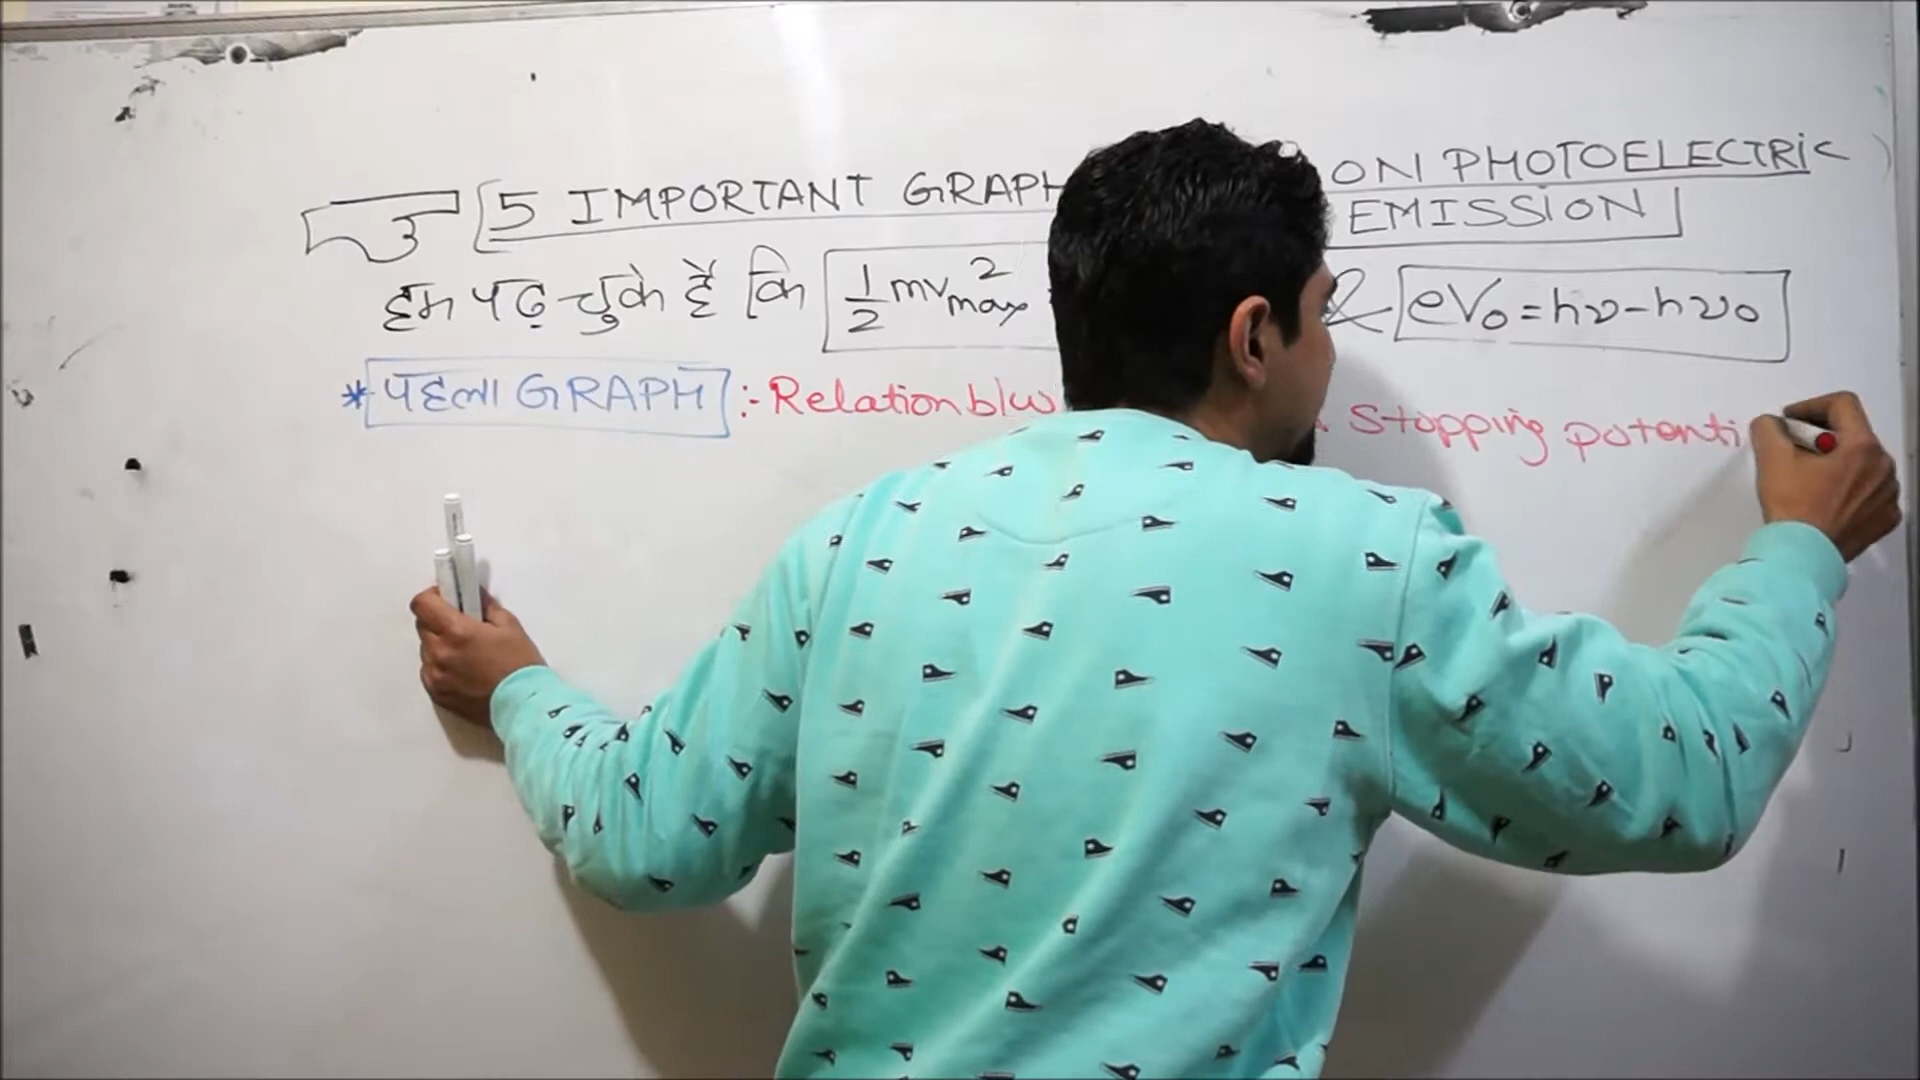 5 IMPORTANT GRAPH ON PHOTOELECTRIC
EMISSION
हम पढ़ चुके हैं कि 1/2 mv²max & eV₀ = hν - hν₀
* पहला GRAPH :- Relation b/w Stopping potenti